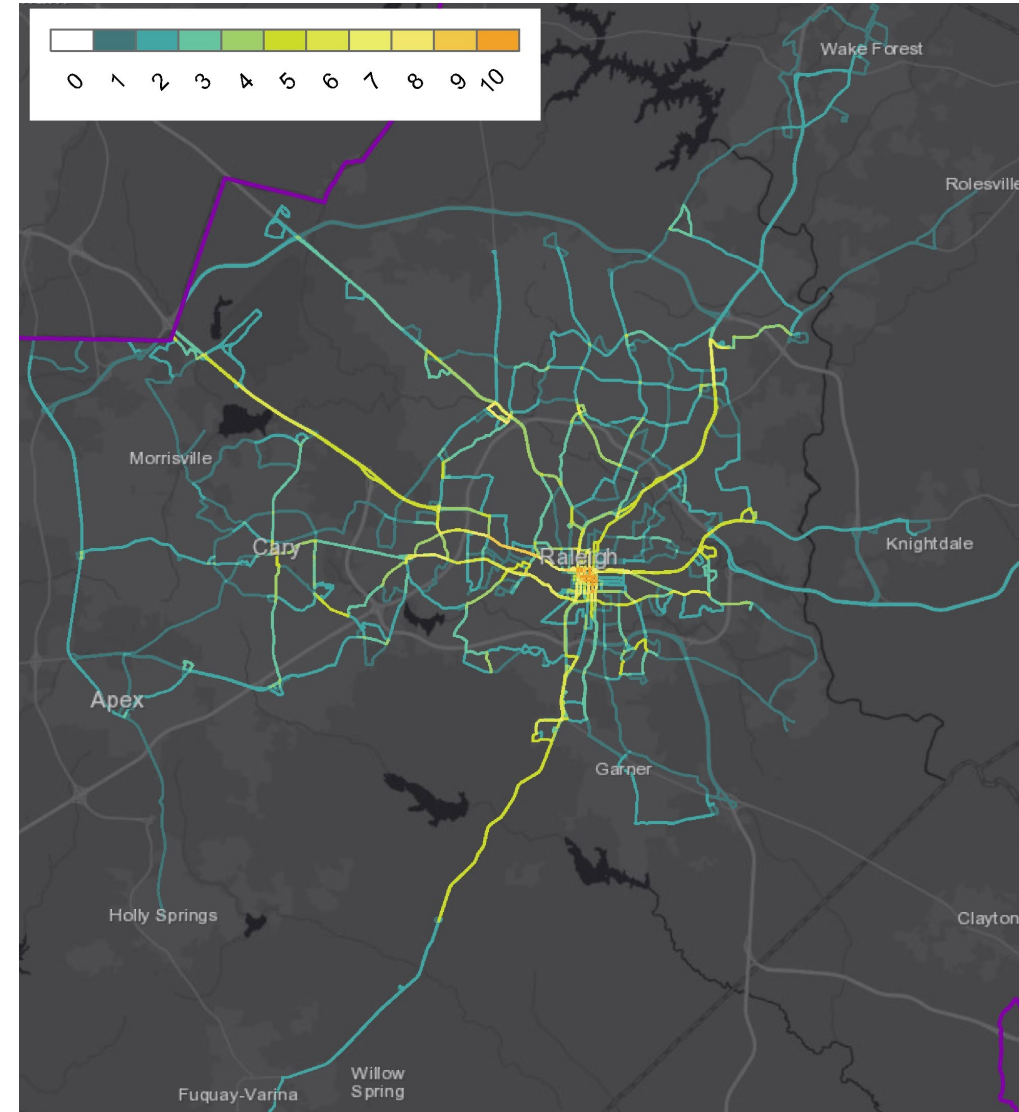 0 1 2 3 4 5 6 7 8 9 10
Wake Forest
Rolesville
Morrisville
Knightdale
Cary
Raleigh
Apex
Garner
Holly Springs
Clayton
Willow
Spring
Fuquay-Varina